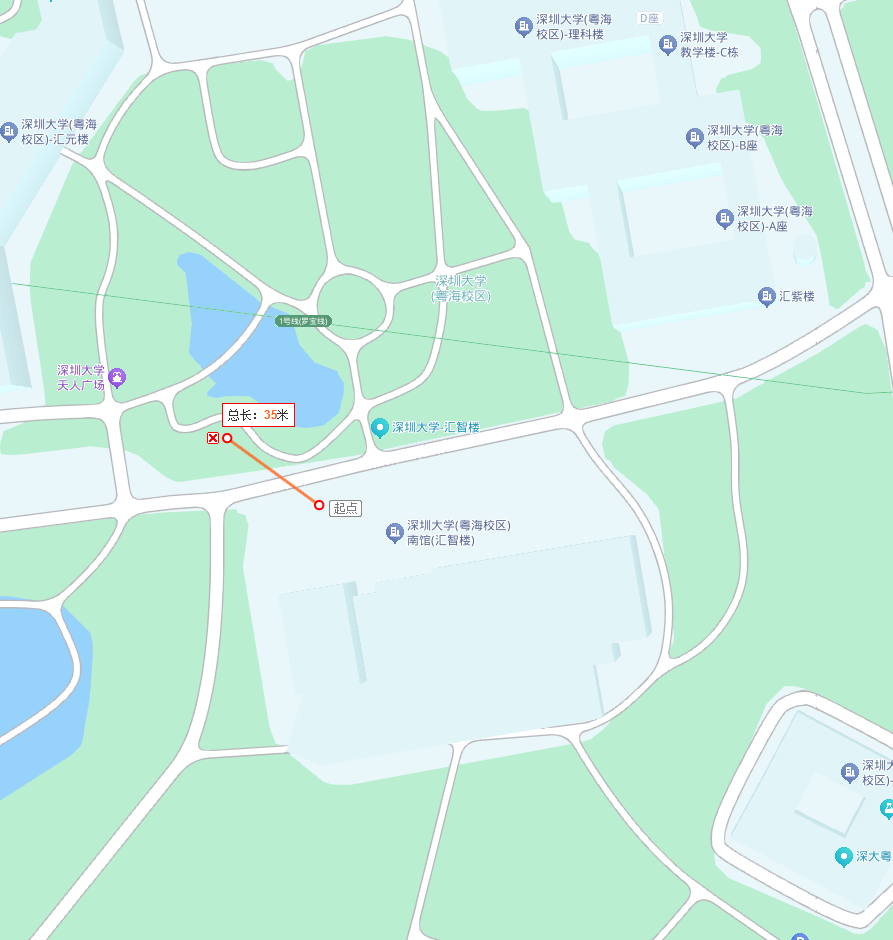 深圳大学(粤海
校区)-理科楼
D座
深圳大学
教学楼-C栋
深圳大学(粤海
校区)-汇元楼
深圳大学(粤海
校区)-B座
深圳大学(粤海
校区)-A座
深圳大学
(粤海校区)
汇紫楼
1号线(罗宝线)
深圳大学
天人广场
总长：35米
深圳大学-汇智楼
起点
深圳大学(粤海校区)
南馆(汇智楼)
深圳大
校区)-
深大粤